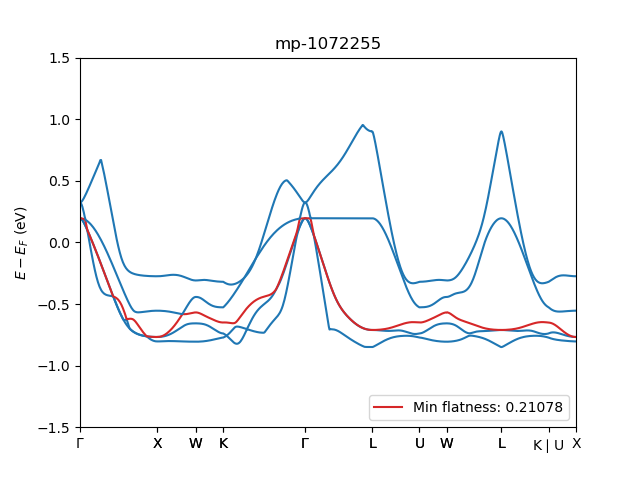 mp-1072255
E − E_F (eV)
1.5
1.0
0.5
0.0
−0.5
−1.0
−1.5
Min flatness: 0.21078
Γ X W K Γ L U W L K | U X